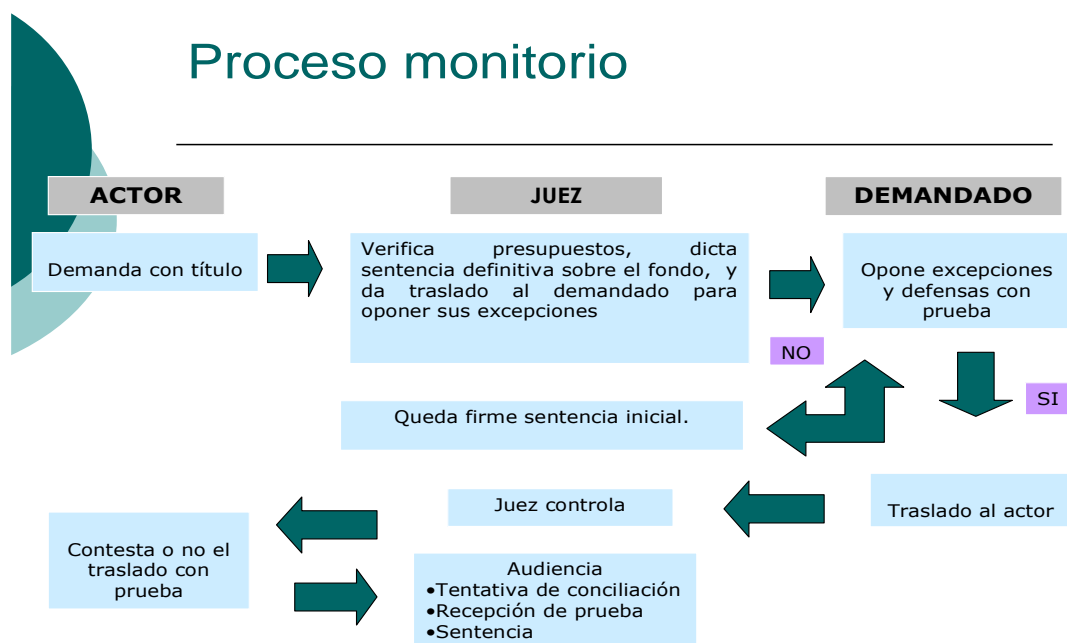 Proceso monitorio
ACTOR
JUEZ
DEMANDADO
Demanda con título
Verifica presupuestos, dicta
sentencia definitiva sobre el fondo, y
da traslado al demandado para
oponer sus excepciones
Opone excepciones
y defensas con
prueba
NO
SI
Queda firme sentencia inicial.
Traslado al actor
Juez controla
Contesta o no el
traslado con
prueba
Audiencia
•Tentativa de conciliación
•Recepción de prueba
•Sentencia